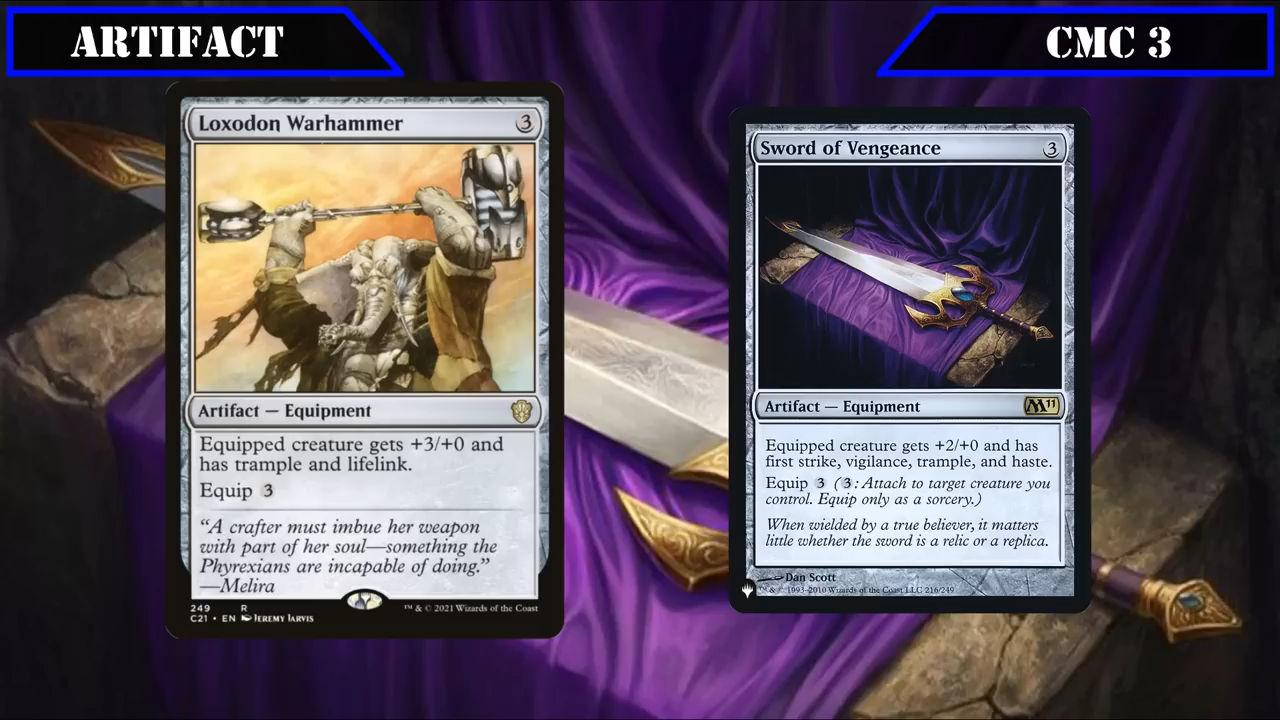 ARTIFACT
CMC 3
Loxodon Warhammer 3
Artifact — Equipment
Equipped creature gets +3/+0 and
has trample and lifelink.
Equip 3
“A crafter must imbue her weapon
with part of her soul—something the
Phyrexians are incapable of doing.”
—Melira
249 R
C21 • EN JEREMY JARVIS
™ & © 2021 Wizards of the Coast
Sword of Vengeance 3
Artifact — Equipment M11
Equipped creature gets +2/+0 and has
first strike, vigilance, trample, and haste.
Equip 3 (3: Attach to target creature you
control. Equip only as a sorcery.)
When wielded by a true believer, it matters
little whether the sword is a relic or a replica.
Dan Scott
™ & © 1993–2010 Wizards of the Coast LLC 216/249